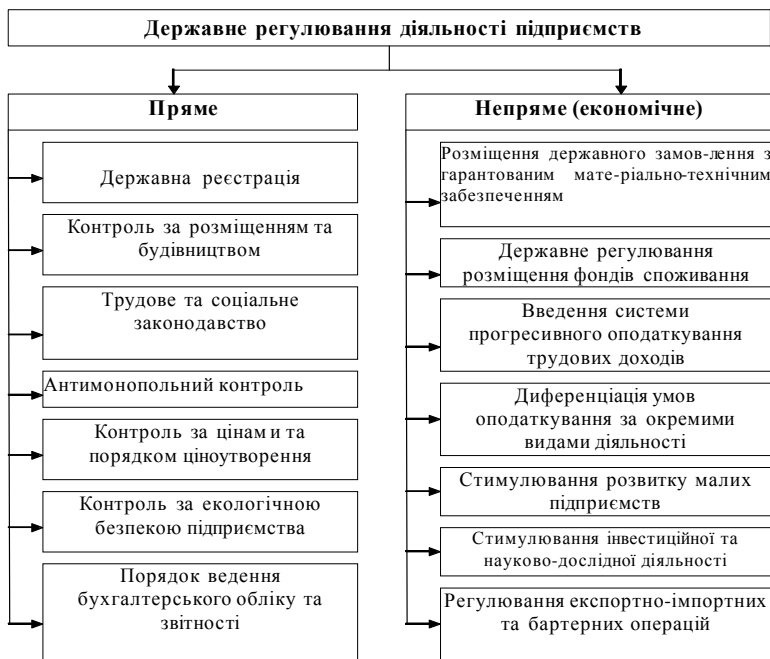 Державне регулювання діяльності підприємств
Пряме
Державна реєстрація
Контроль за розміщенням та
будівництвом
Трудове та соціальне
законодавство
Антимонопольний контроль
Контроль за цінам и та
порядком ціноутворення
Контроль за екологічною
безпекою підприємства
Порядок ведення
бухгалтерського обліку та
звітності
Непряме (економічне)
Розміщення державного замов-лення з
гарантованим мате-ріально-технічним
забезпеченням
Державне регулювання
розміщення фондів споживання
Введення системи
прогресивного оподаткування
трудових доходів
Диференціація умов
оподаткування за окремими
видами діяльності
Стимулювання розвитку малих
підприємств
Стимулювання інвестиційної та
науково-дослідної діяльності
Регулювання експортно-імпортних
та бартерних операцій